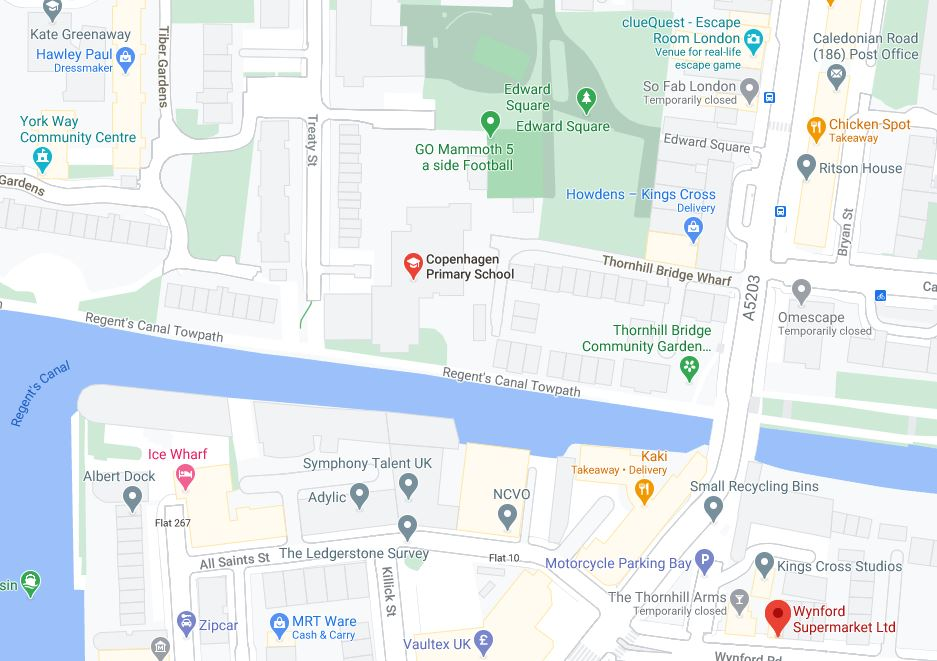 Kate Greenaway
Hawley Paul
Dressmaker
Tiber Gardens
clueQuest - Escape
Room London
Venue for real-life
escape game
Caledonian Road
(186) Post Office
So Fab London
Temporarily closed
Edward
Square
Edward Square
York Way
Community Centre
Treaty St
GO Mammoth 5
a side Football
Edward Square
Chicken Spot
Takeaway
Ritson House
Gardens
Howdens – Kings Cross
Delivery
Bryan St
Copenhagen
Primary School
Thornhill Bridge Wharf
A5203
Ca
Regent's Canal Towpath
Omescape
Temporarily closed
Thornhill Bridge
Community Garden...
Regent's Canal
Regent's Canal Towpath
Ice Wharf
Albert Dock
Symphony Talent UK
Kaki
Takeaway • Delivery
Adylic
NCVO
Small Recycling Bins
Flat 267
All Saints St
The Ledgerstone Survey
Flat 10
Motorcycle Parking Bay
Kings Cross Studios
sin
Killick St
The Thornhill Arms
Temporarily closed
Wynford
Supermarket Ltd
Zipcar
MRT Ware
Cash & Carry
Vaultex UK
Wynford Rd